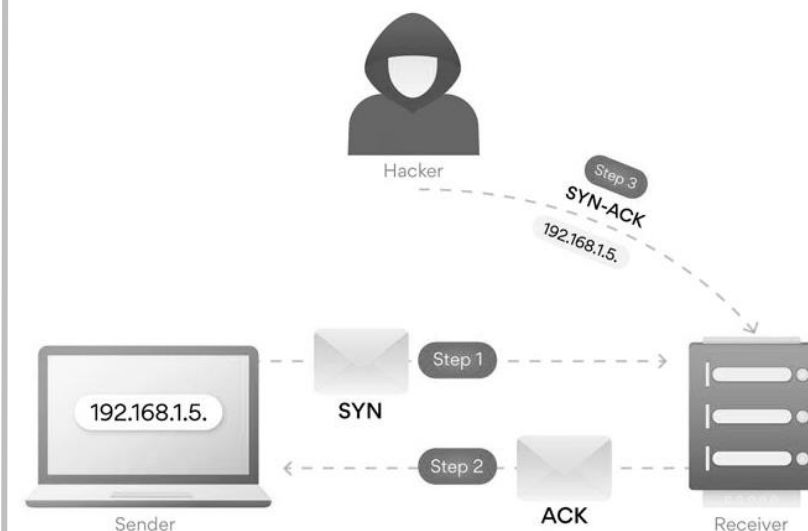 Hacker
Step 3
SYN-ACK
192.168.1.5.
192.168.1.5.
Step 1
SYN
Step 2
ACK
Sender
Receiver